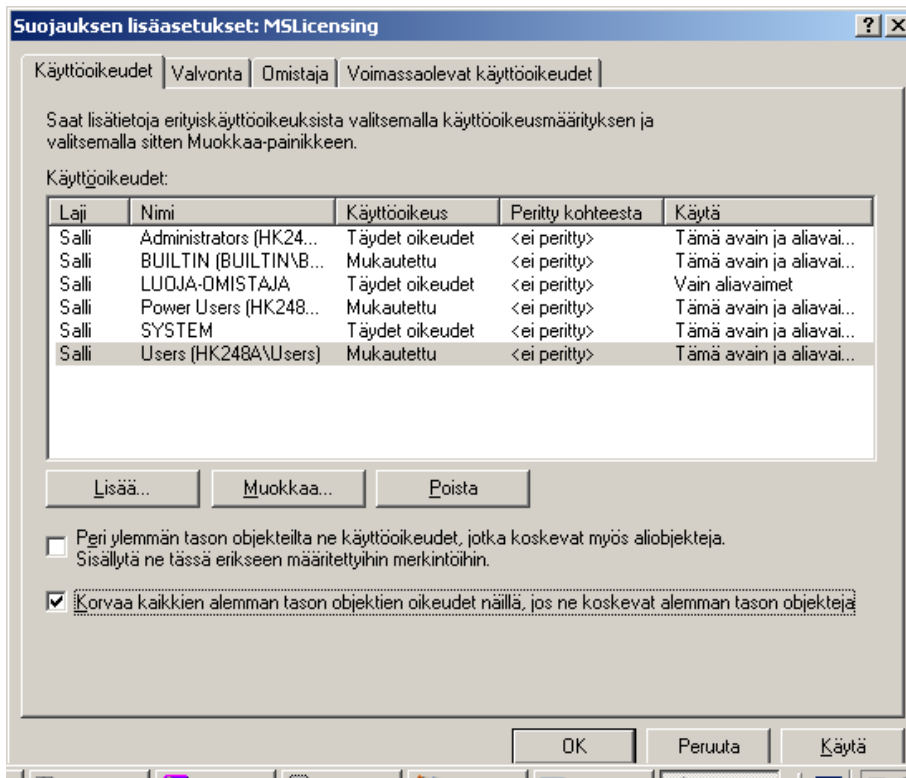 Suojauksen lisäasetukset: MSLicensing
Käyttöoikeudet Valvonta Omistaja Voimassaolevat käyttöoikeudet
Saat lisätietoja erityiskäyttöoikeuksista valitsemalla käyttöoikeusmäärityksen ja
valitsemalla sitten Muokkaa-painikkeen.
Käyttöoikeudet:
Laji Nimi Käyttöoikeus Peritty kohteesta Käytä
Salli Administrators (HK24... Täydet oikeudet <ei peritty> Tämä avain ja aliavai...
Salli BUILTIN (BUILTIN\B... Mukautettu <ei peritty> Tämä avain ja aliavai...
Salli LUOJA-OMISTAJA Täydet oikeudet <ei peritty> Vain aliavaimet
Salli Power Users (HK248... Mukautettu <ei peritty> Tämä avain ja aliavai...
Salli SYSTEM Täydet oikeudet <ei peritty> Tämä avain ja aliavai...
Salli Users (HK248A\Users) Mukautettu <ei peritty> Tämä avain ja aliavai...
Lisää... Muokkaa... Poista
Peri ylemmän tason objekteilta ne käyttöoikeudet, jotka koskevat myös aliobjekteja.
Sisällytä ne tässä erikseen määritettyihin merkintöihin.
Korvaa kaikkien alemman tason objektien oikeudet näillä, jos ne koskevat alemman tason objekteja
OK Peruuta Käytä